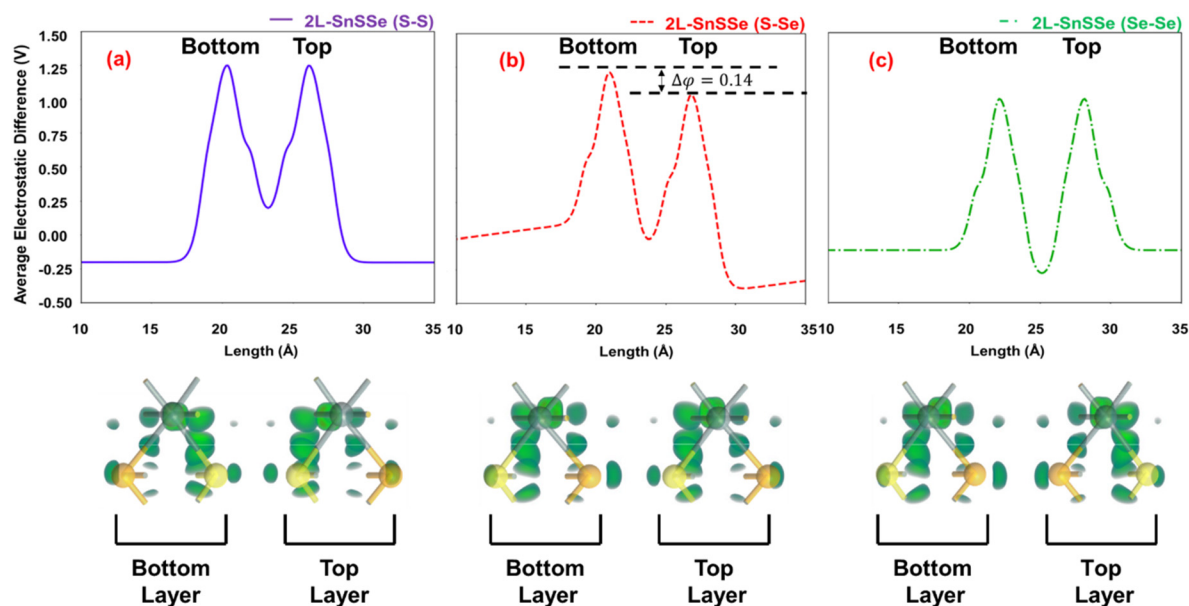 2L-SnSSe (S-S)
2L-SnSSe (S-Se)
2L-SnSSe (Se-Se)
Average Electrostatic Difference (V)
1.50
1.25
1.00
0.75
0.50
0.25
0.00
-0.25
-0.50
(a)
Bottom Top
(b)
Bottom Top
Δφ = 0.14
(c)
Bottom Top
10 15 20 25 30 35
Length (Å)
10 15 20 25 30 35
Length (Å)
10 15 20 25 30 35
Length (Å)
Bottom
Layer
Top
Layer
Bottom
Layer
Top
Layer
Bottom
Layer
Top
Layer